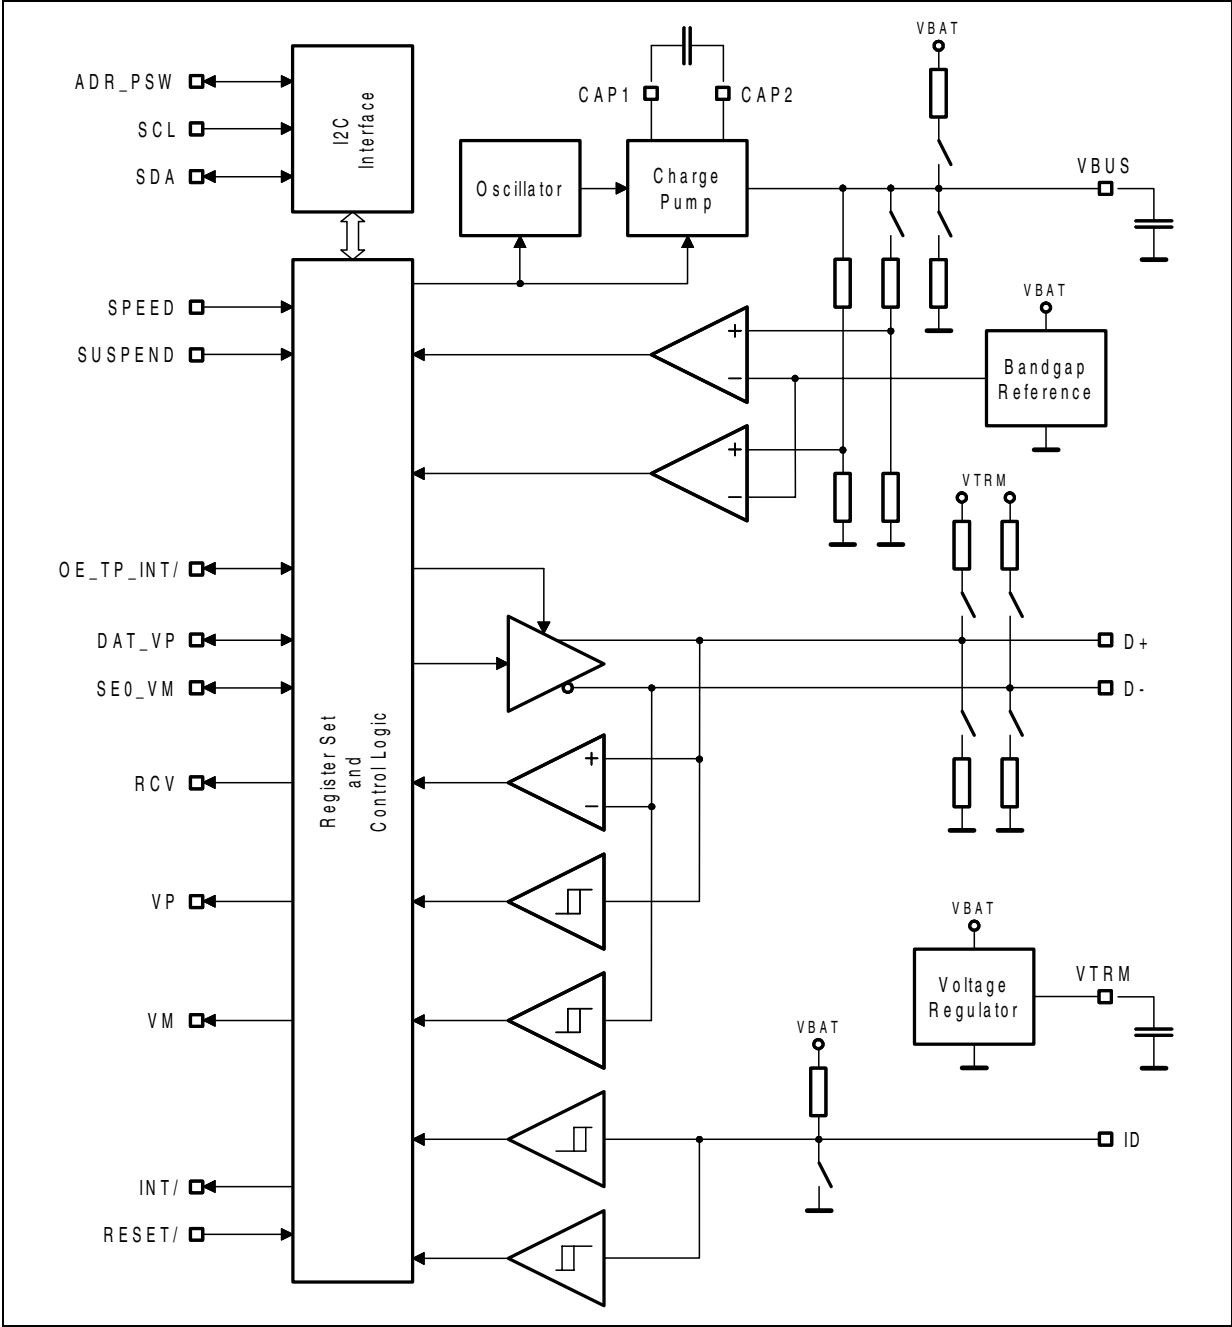 VBAT
ADR_PSW
SCL
SDA
I2C
Interface
CAP1
CAP2
Oscillator
Charge
Pump
VBUS
SPEED
SUSPEND
+
−
VBAT
Bandgap
Reference
+
−
VTRM
OE_TP_INT/
DAT_VP
SE0_VM
D+
D-
Register Set
and
Control Logic
RCV
+
−
VP
VBAT
Voltage
Regulator
VTRM
VM
VBAT
ID
INT/
RESET/